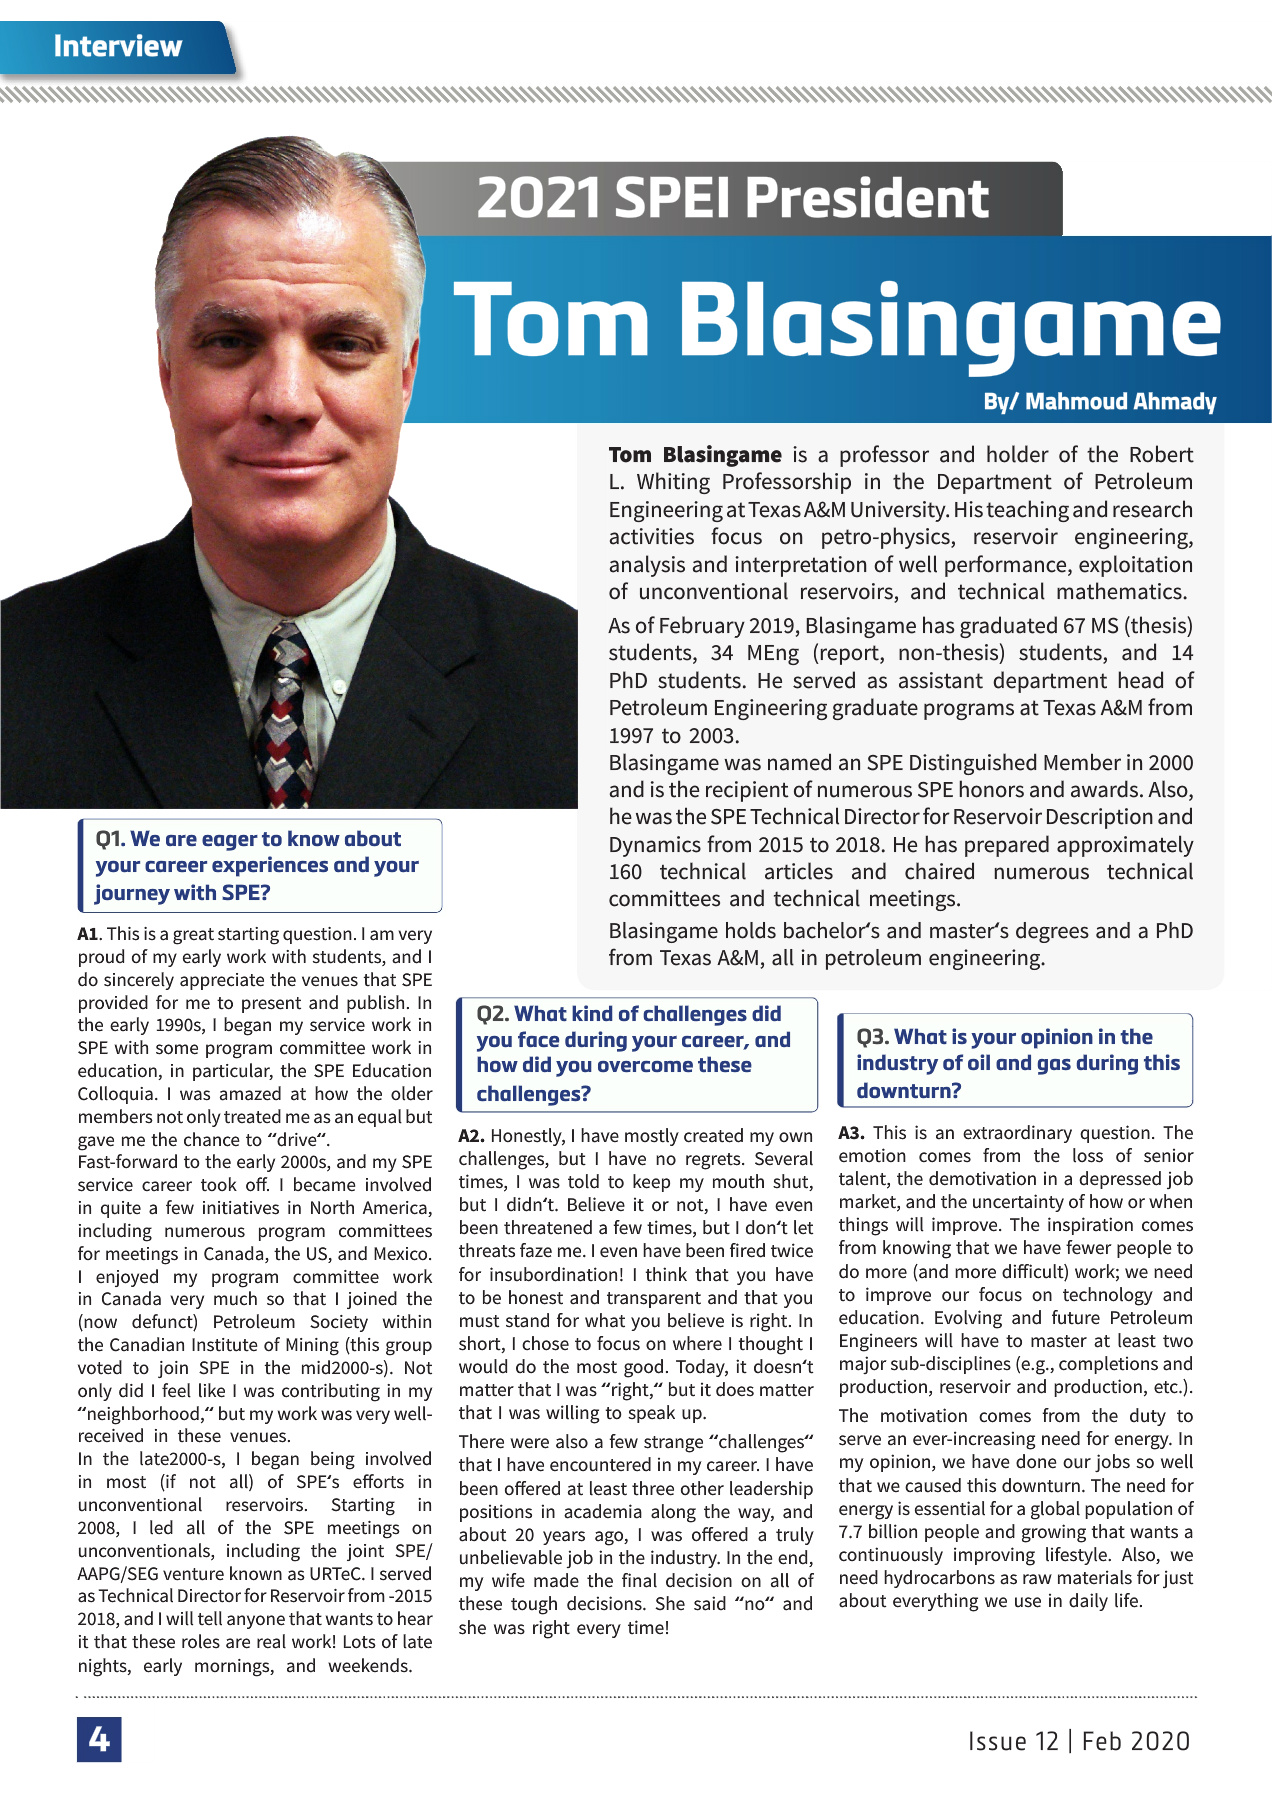 Interview
2021 SPEI President
Tom Blasingame
By/ Mahmoud Ahmady
Tom Blasingame is a professor and holder of the Robert
L. Whiting Professorship in the Department of Petroleum
Engineering at Texas A&M University. His teaching and research
activities focus on petro-physics, reservoir engineering,
analysis and interpretation of well performance, exploitation
of unconventional reservoirs, and technical mathematics.
As of February 2019, Blasingame has graduated 67 MS (thesis)
students, 34 MEng (report, non-thesis) students, and 14
PhD students. He served as assistant department head of
Petroleum Engineering graduate programs at Texas A&M from
1997 to 2003.
Blasingame was named an SPE Distinguished Member in 2000
and is the recipient of numerous SPE honors and awards. Also,
he was the SPE Technical Director for Reservoir Description and
Dynamics from 2015 to 2018. He has prepared approximately
160 technical articles and chaired numerous technical
committees and technical meetings.
Blasingame holds bachelor‘s and master‘s degrees and a PhD
from Texas A&M, all in petroleum engineering.
Q1. We are eager to know about
your career experiences and your
journey with SPE?
A1. This is a great starting question. I am very
proud of my early work with students, and I
do sincerely appreciate the venues that SPE
provided for me to present and publish. In
the early 1990s, I began my service work in
SPE with some program committee work in
education, in particular, the SPE Education
Colloquia. I was amazed at how the older
members not only treated me as an equal but
gave me the chance to “drive“.
Fast-forward to the early 2000s, and my SPE
service career took off. I became involved
in quite a few initiatives in North America,
including numerous program committees
for meetings in Canada, the US, and Mexico.
I enjoyed my program committee work
in Canada very much so that I joined the
(now defunct) Petroleum Society within
the Canadian Institute of Mining (this group
voted to join SPE in the mid2000-s). Not
only did I feel like I was contributing in my
“neighborhood,“ but my work was very well-
received in these venues.
In the late2000-s, I began being involved
in most (if not all) of SPE‘s efforts in
unconventional reservoirs. Starting in
2008, I led all of the SPE meetings on
unconventionals, including the joint SPE/
AAPG/SEG venture known as URTeC. I served
as Technical Director for Reservoir from -2015
2018, and I will tell anyone that wants to hear
it that these roles are real work! Lots of late
nights, early mornings, and weekends.
Q2. What kind of challenges did
you face during your career, and
how did you overcome these
challenges?
A2. Honestly, I have mostly created my own
challenges, but I have no regrets. Several
times, I was told to keep my mouth shut,
but I didn‘t. Believe it or not, I have even
been threatened a few times, but I don‘t let
threats faze me. I even have been fired twice
for insubordination! I think that you have
to be honest and transparent and that you
must stand for what you believe is right. In
short, I chose to focus on where I thought I
would do the most good. Today, it doesn‘t
matter that I was “right,“ but it does matter
that I was willing to speak up.
There were also a few strange “challenges“
that I have encountered in my career. I have
been offered at least three other leadership
positions in academia along the way, and
about 20 years ago, I was offered a truly
unbelievable job in the industry. In the end,
my wife made the final decision on all of
these tough decisions. She said “no“ and
she was right every time!
Q3. What is your opinion in the
industry of oil and gas during this
downturn?
A3. This is an extraordinary question. The
emotion comes from the loss of senior
talent, the demotivation in a depressed job
market, and the uncertainty of how or when
things will improve. The inspiration comes
from knowing that we have fewer people to
do more (and more difficult) work; we need
to improve our focus on technology and
education. Evolving and future Petroleum
Engineers will have to master at least two
major sub-disciplines (e.g., completions and
production, reservoir and production, etc.).
The motivation comes from the duty to
serve an ever-increasing need for energy. In
my opinion, we have done our jobs so well
that we caused this downturn. The need for
energy is essential for a global population of
7.7 billion people and growing that wants a
continuously improving lifestyle. Also, we
need hydrocarbons as raw materials for just
about everything we use in daily life.
4
Issue 12 | Feb 2020